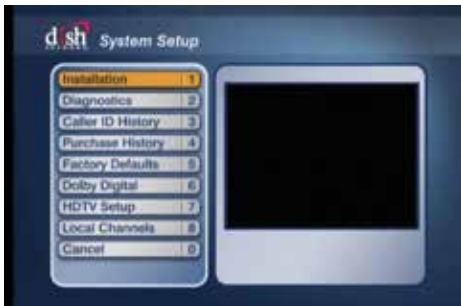 dish
NETWORK
System Setup
Installation 1
Diagnostics 2
Caller ID History 3
Purchase History 4
Factory Defaults 5
Dolby Digital 6
HDTV Setup 7
Local Channels 8
Cancel 0